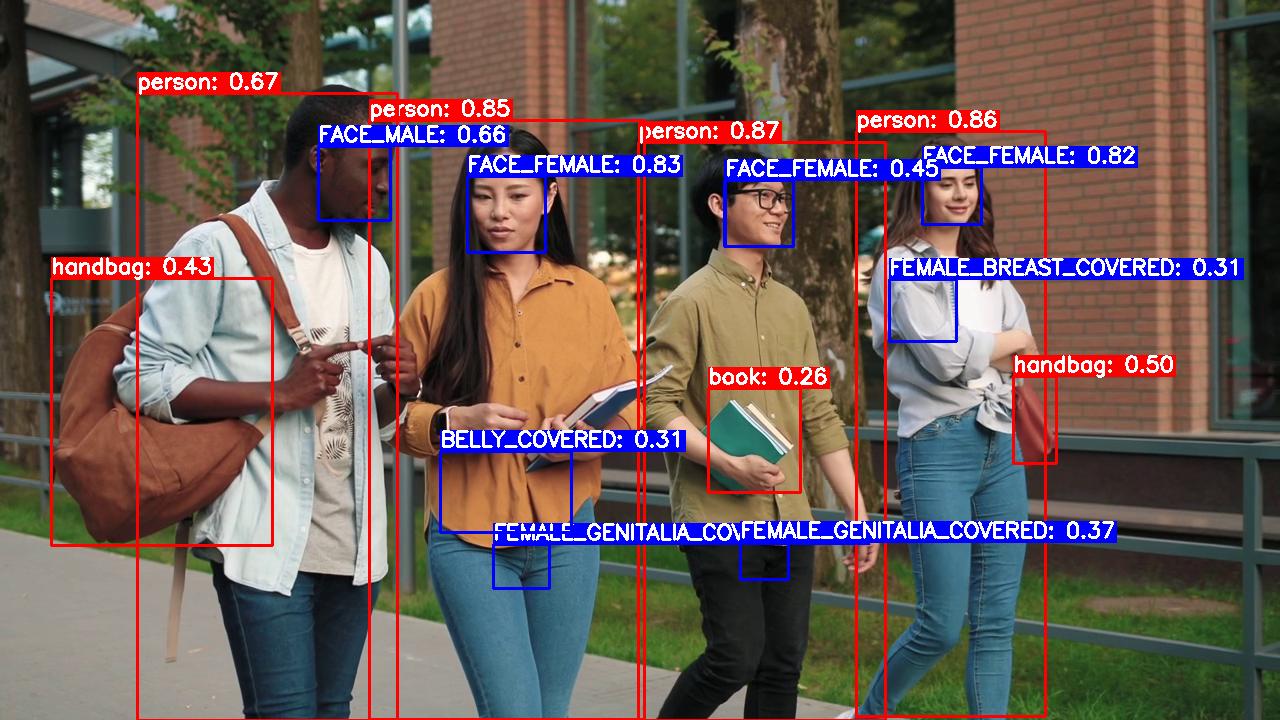 person: 0.67
person: 0.85
FACE_MALE: 0.66
person: 0.87
person: 0.86
FACE_FEMALE: 0.83
FACE_FEMALE: 0.45
FACE_FEMALE: 0.82
handbag: 0.43
FEMALE_BREAST_COVERED: 0.31
handbag: 0.50
book: 0.26
BELLY_COVERED: 0.31
FEMALE_GENITALIA_COV
FEMALE_GENITALIA_COVERED: 0.37